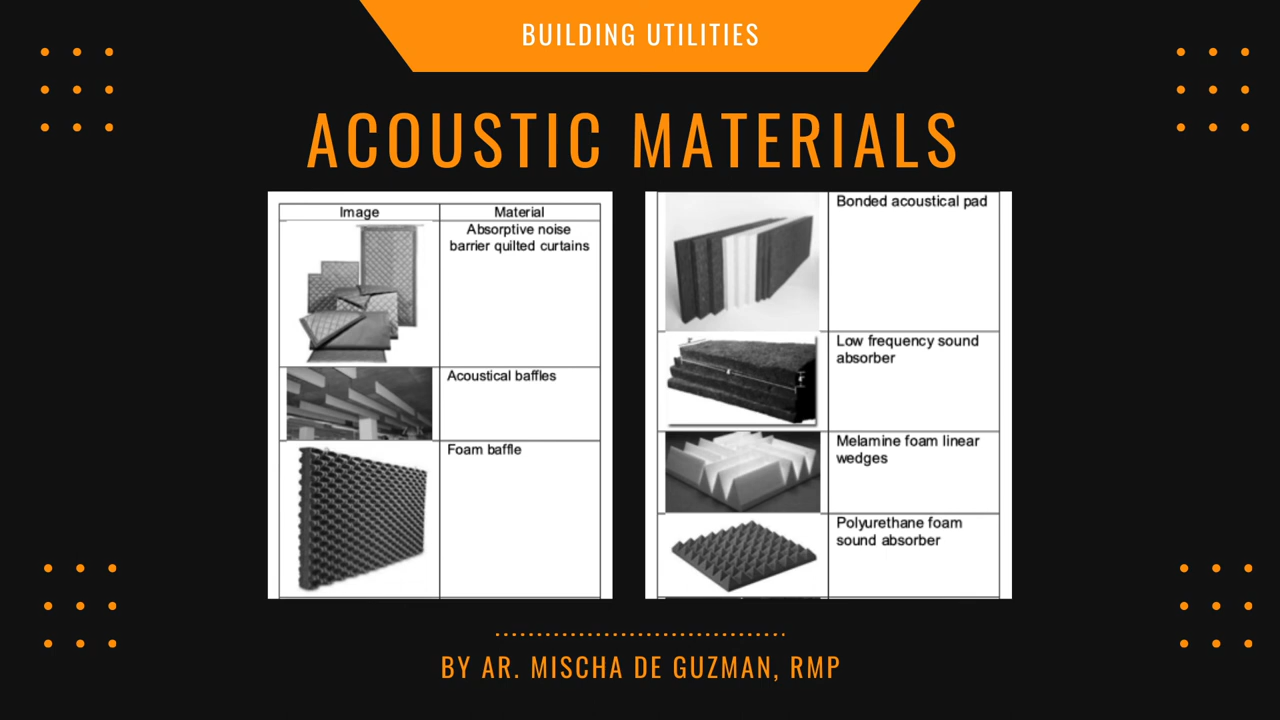 BUILDING UTILITIES
ACOUSTIC MATERIALS
Image
Material
Absorptive noise
barrier quilted curtains
Acoustical baffles
Foam baffle
Bonded acoustical pad
Low frequency sound
absorber
Melamine foam linear
wedges
Polyurethane foam
sound absorber
BY AR. MISCHA DE GUZMAN, RMP